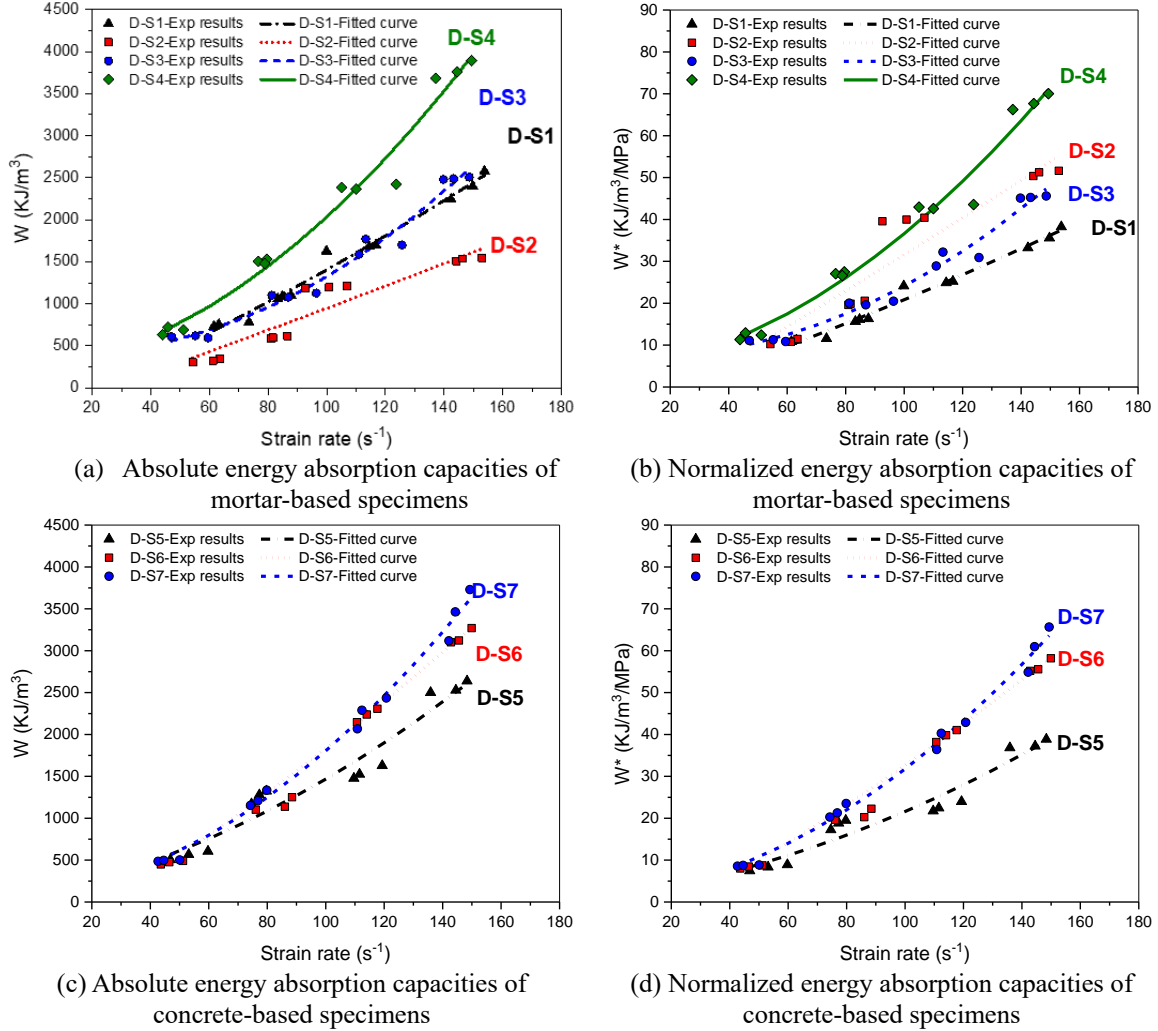 D-S1-Exp results D-S1-Fitted curve
D-S2-Exp results D-S2-Fitted curve
D-S3-Exp results D-S3-Fitted curve
D-S4-Exp results D-S4-Fitted curve
D-S4
D-S3
D-S1
D-S2
4500
4000
3500
3000
2500
2000
1500
1000
500
0
W (KJ/m³)
20 40 60 80 100 120 140 160 180
Strain rate (s⁻¹)
(a) Absolute energy absorption capacities of
mortar-based specimens
D-S1-Exp results D-S1-Fitted curve
D-S2-Exp results D-S2-Fitted curve
D-S3-Exp results D-S3-Fitted curve
D-S4-Exp results D-S4-Fitted curve
D-S4
D-S2
D-S3
D-S1
90
80
70
60
50
40
30
20
10
0
W* (KJ/m³/MPa)
20 40 60 80 100 120 140 160 180
Strain rate (s⁻¹)
(b) Normalized energy absorption capacities of
mortar-based specimens
D-S5-Exp results D-S5-Fitted curve
D-S6-Exp results D-S6-Fitted curve
D-S7-Exp results D-S7-Fitted curve
D-S7
D-S6
D-S5
4500
4000
3500
3000
2500
2000
1500
1000
500
0
W (KJ/m³)
20 40 60 80 100 120 140 160 180
Strain rate (s⁻¹)
(c) Absolute energy absorption capacities of
concrete-based specimens
D-S5-Exp results D-S5-Fitted curve
D-S6-Exp results D-S6-Fitted curve
D-S7-Exp results D-S7-Fitted curve
D-S7
D-S6
D-S5
90
80
70
60
50
40
30
20
10
0
W* (KJ/m³/MPa)
20 40 60 80 100 120 140 160 180
Strain rate (s⁻¹)
(d) Normalized energy absorption capacities of
concrete-based specimens